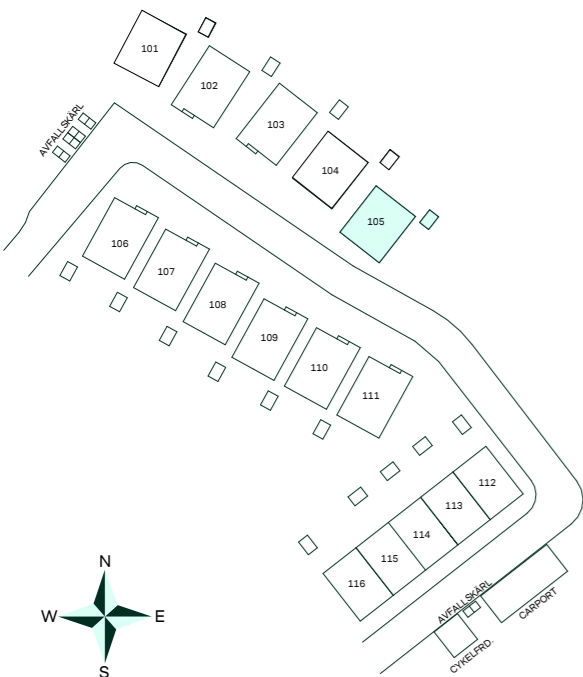 101
102
103
104
105
AVFALLSKÄRL
106
107
108
109
110
111
112
113
114
115
116
AVFALLSKÄRL
CARPORT
CYKELFRD.
N
W
E
S